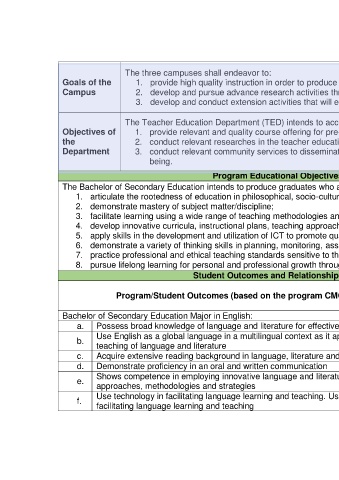 The three campuses shall endeavor to:
Goals of the Campus
1. provide high quality instruction in order to produce
2. develop and pursue advance research activities th
3. develop and conduct extension activities that will e
The Teacher Education Department (TED) intends to acc
Objectives of the Department
1. provide relevant and quality course offering for pre-
2. conduct relevant researches in the teacher educati
3. conduct relevant community services to disseminat
being.
Program Educational Objective
The Bachelor of Secondary Education intends to produce graduates who a
1. articulate the rootedness of education in philosophical, socio-cultur
2. demonstrate mastery of subject matter/discipline;
3. facilitate learning using a wide range of teaching methodologies an
4. develop innovative curricula, instructional plans, teaching approach
5. apply skills in the development and utilization of ICT to promote qu
6. demonstrate a variety of thinking skills in planning, monitoring, ass
7. practice professional and ethical teaching standards sensitive to th
8. pursue lifelong learning for personal and professional growth throug
Student Outcomes and Relationship
Program/Student Outcomes (based on the program CMO
Bachelor of Secondary Education Major in English:
a. Possess broad knowledge of language and literature for effective
b. Use English as a global language in a multilingual context as it ap
teaching of language and literature
c. Acquire extensive reading background in language, literature and
d. Demonstrate proficiency in an oral and written communication
e. Shows competence in employing innovative language and literatu
approaches, methodologies and strategies
f. Use technology in facilitating language learning and teaching. Us
facilitating language learning and teaching